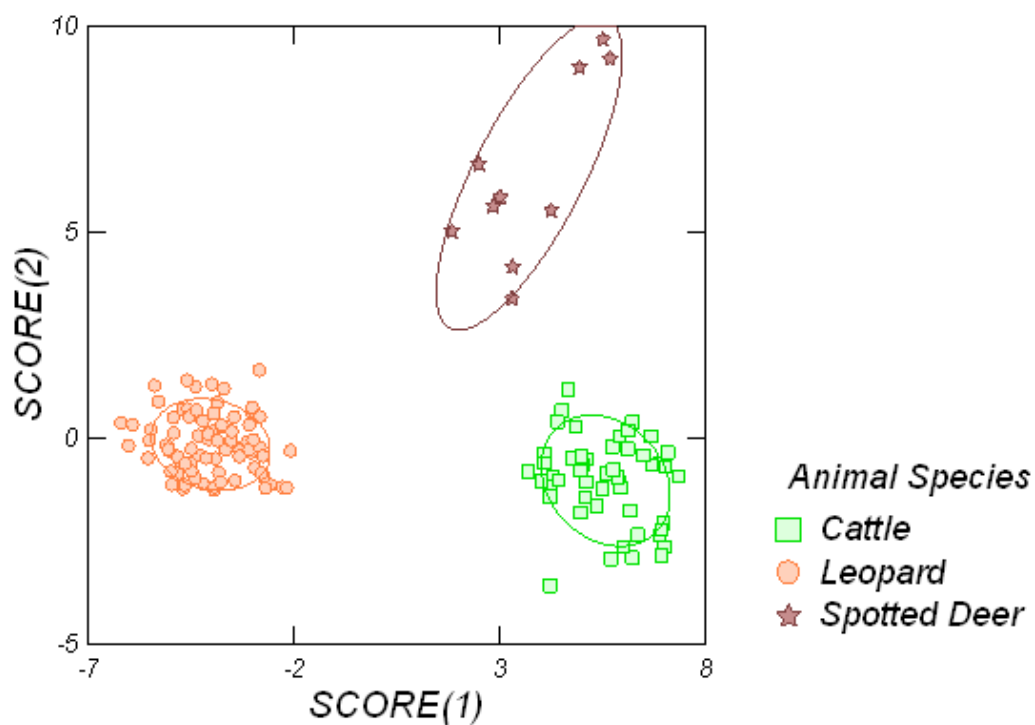 10
5
0
-5
-7
-2
3
8
SCORE(2)
SCORE(1)
Animal Species
Cattle
Leopard
Spotted Deer